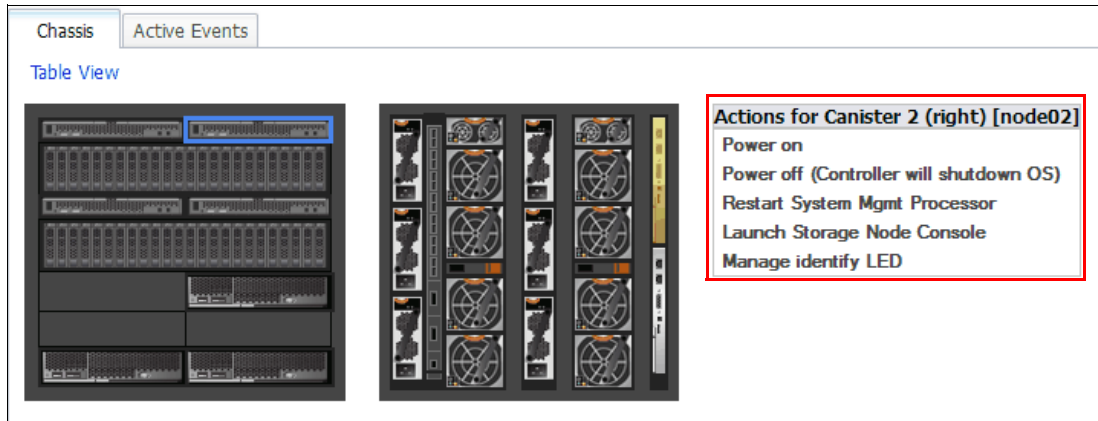 Chassis
Active Events
Table View
Actions for Canister 2 (right) [node02]
Power on
Power off (Controller will shutdown OS)
Restart System Mgmt Processor
Launch Storage Node Console
Manage identify LED